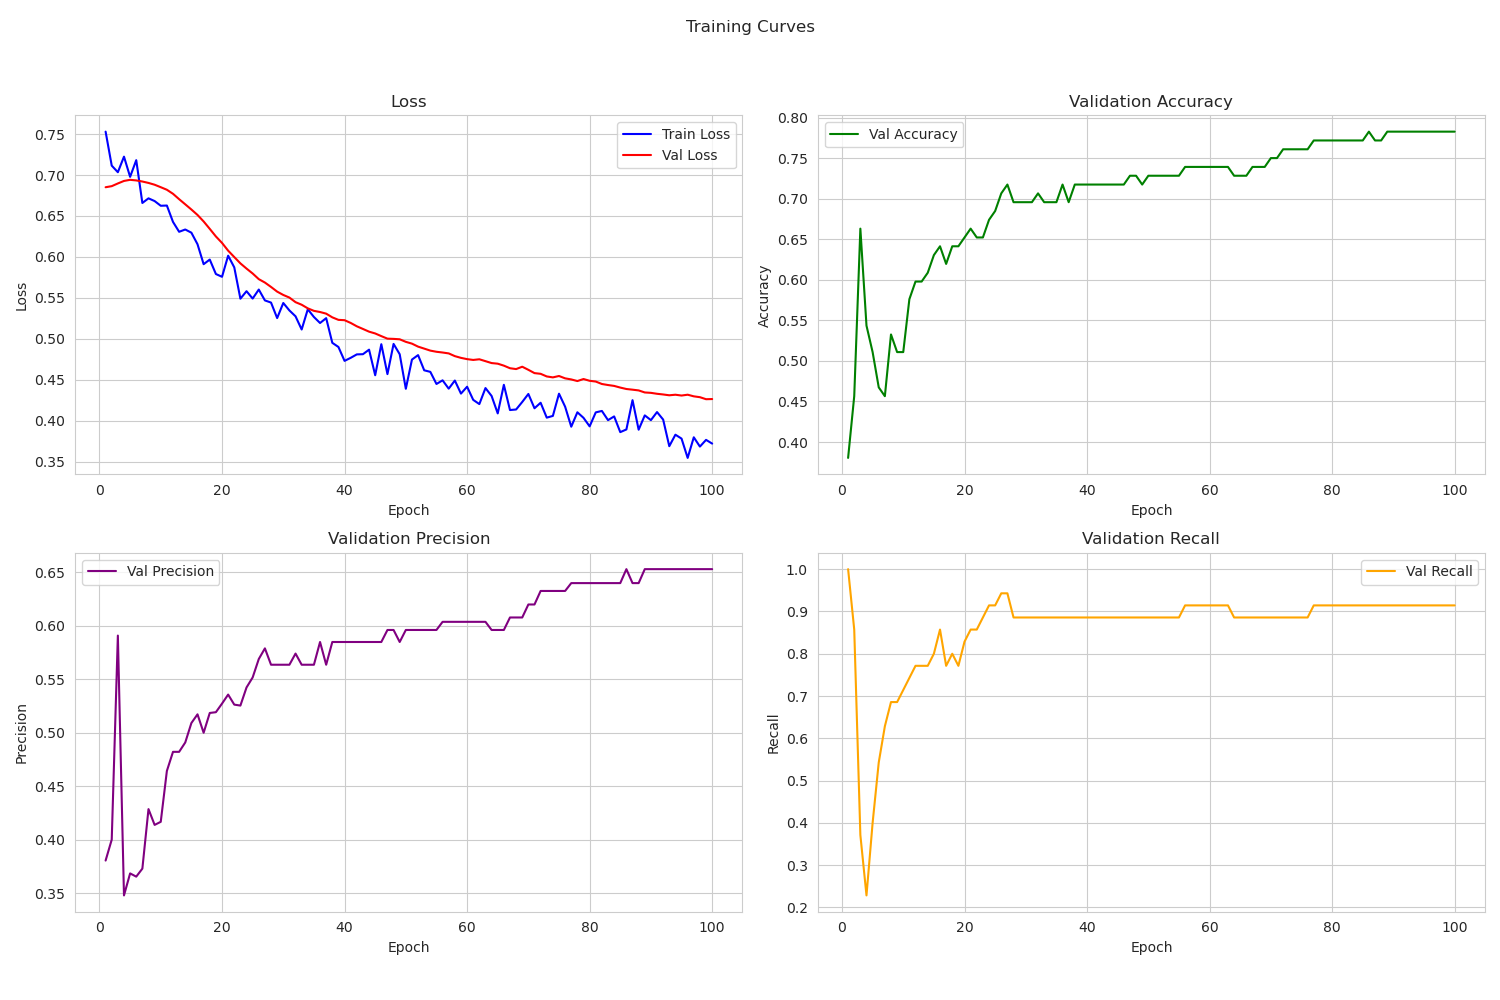 Training Curves
Loss
Train Loss
Val Loss
0.75
0.70
0.65
0.60
0.55
0.50
0.45
0.40
0.35
Loss
0 20 40 60 80 100
Epoch
Validation Accuracy
Val Accuracy
0.80
0.75
0.70
0.65
0.60
0.55
0.50
0.45
0.40
Accuracy
0 20 40 60 80 100
Epoch
Validation Precision
Val Precision
0.65
0.60
0.55
0.50
0.45
0.40
0.35
Precision
0 20 40 60 80 100
Epoch
Validation Recall
Val Recall
1.0
0.9
0.8
0.7
0.6
0.5
0.4
0.3
0.2
Recall
0 20 40 60 80 100
Epoch